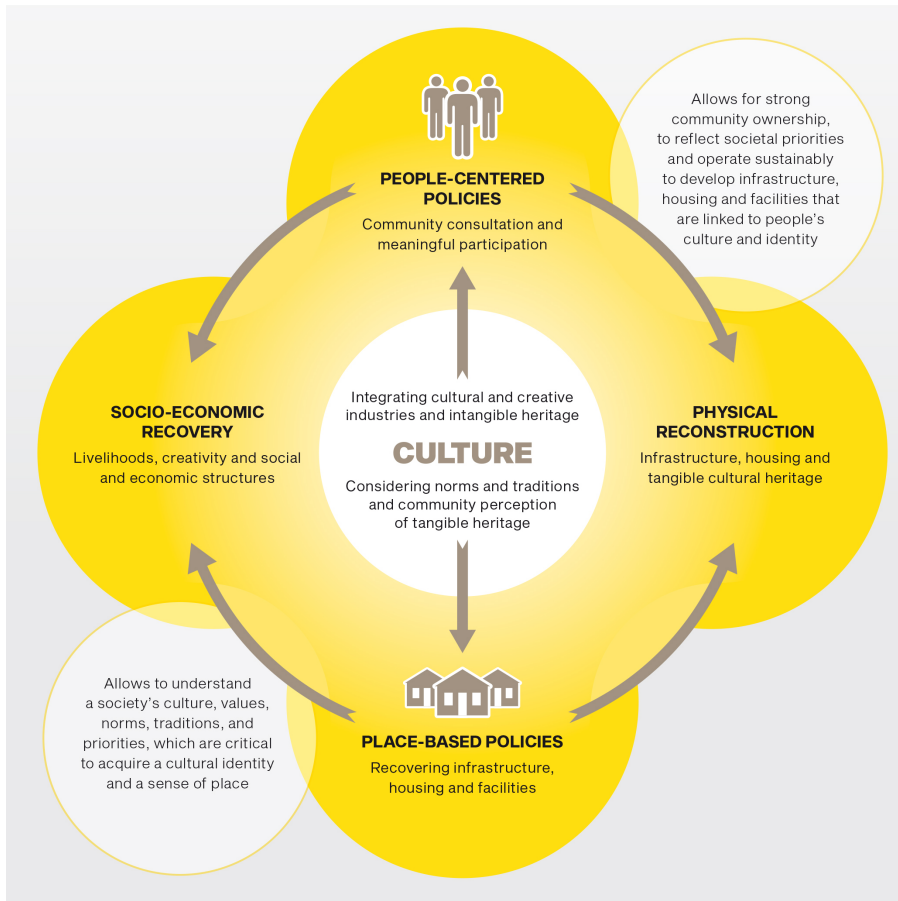 PEOPLE-CENTERED
POLICIES
Community consultation and
meaningful participation
Allows for strong
community ownership,
to reflect societal priorities
and operate sustainably
to develop infrastructure,
housing and facilities that
are linked to people’s
culture and identity
SOCIO-ECONOMIC
RECOVERY
Livelihoods, creativity and social
and economic structures
Integrating cultural and creative
industries and intangible heritage
CULTURE
Considering norms and traditions
and community perception
of tangible heritage
PHYSICAL
RECONSTRUCTION
Infrastructure, housing and
tangible cultural heritage
Allows to understand
a society’s culture, values,
norms, traditions, and
priorities, which are critical
to acquire a cultural identity
and a sense of place
PLACE-BASED POLICIES
Recovering infrastructure,
housing and facilities